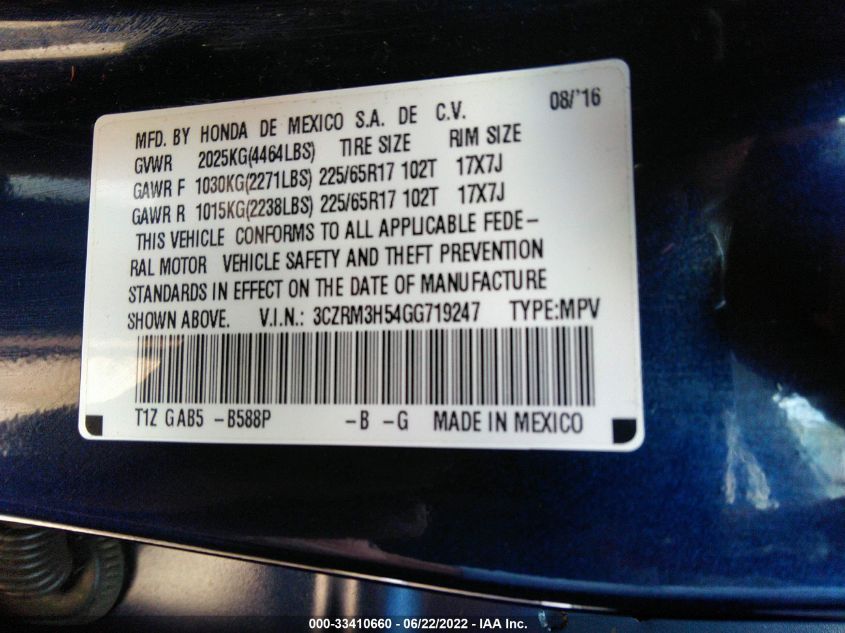 MFD. BY HONDA DE MEXICO S.A. DE C.V. 08/'16
GVWR 2025KG(4464LBS) TIRE SIZE RIM SIZE
GAWR F 1030KG(2271LBS) 225/65R17 102T 17X7J
GAWR R 1015KG(2238LBS) 225/65R17 102T 17X7J
THIS VEHICLE CONFORMS TO ALL APPLICABLE FEDE-
RAL MOTOR VEHICLE SAFETY AND THEFT PREVENTION
STANDARDS IN EFFECT ON THE DATE OF MANUFACTURE
SHOWN ABOVE. V.I.N.: 3CZRM3H54GG719247 TYPE:MPV
T1Z GAB5 -B588P -B -G MADE IN MEXICO
000-33410660 - 06/22/2022 - IAA Inc.